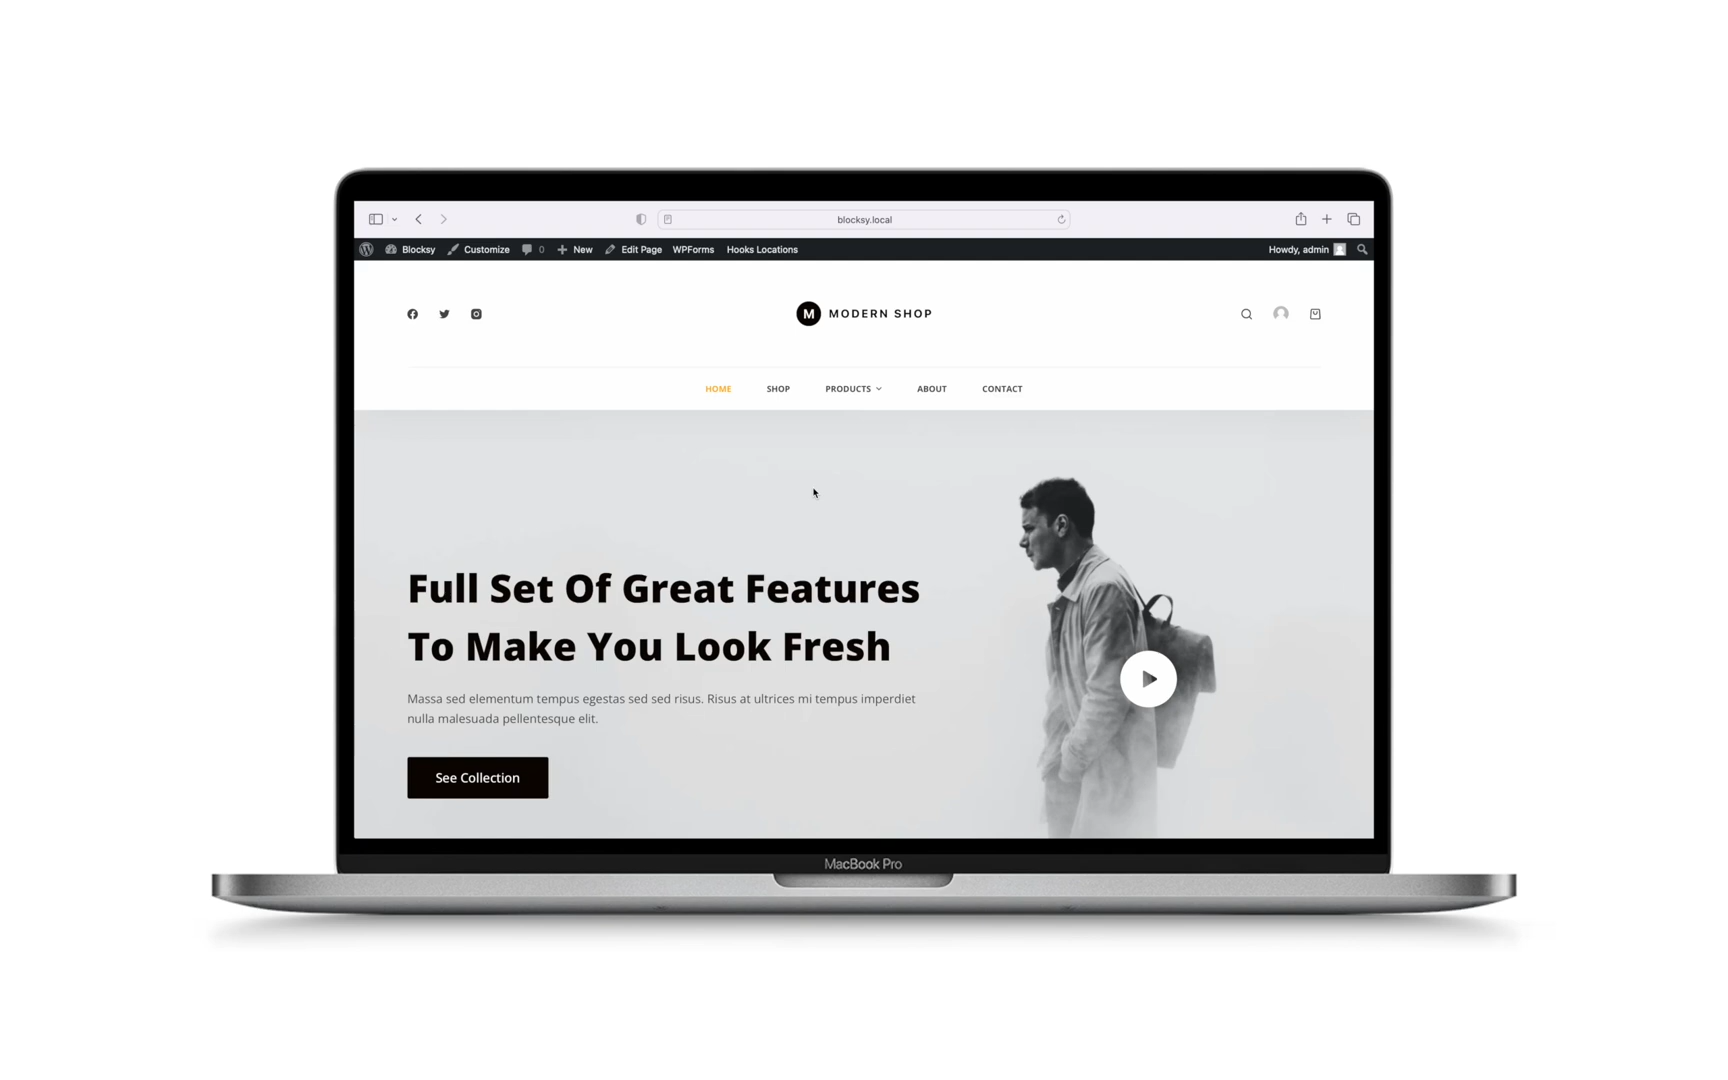 blocksy.local
Blocksy Customize 0 New Edit Page WPForms Hooks Locations Howdy, admin
M MODERN SHOP
HOME SHOP PRODUCTS ABOUT CONTACT
Full Set Of Great Features
To Make You Look Fresh
Massa sed elementum tempus egestas sed sed risus. Risus at ultrices mi tempus imperdiet
nulla malesuada pellentesque elit.
See Collection
MacBook Pro